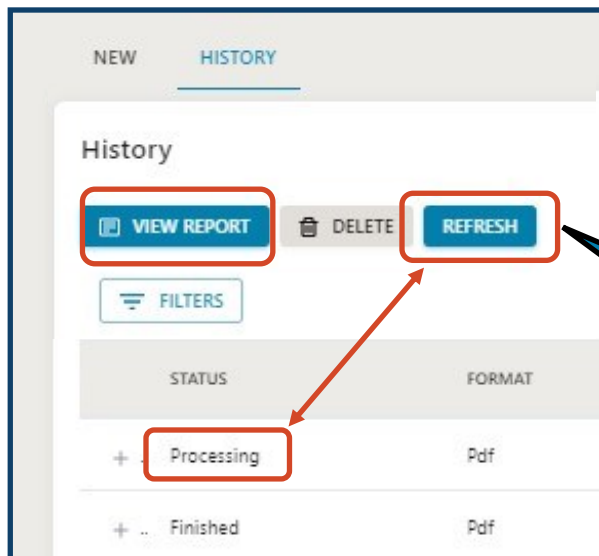 NEW HISTORY
History
VIEW REPORT DELETE REFRESH
FILTERS
STATUS FORMAT
+ . Processing Pdf
+ .. Finished Pdf